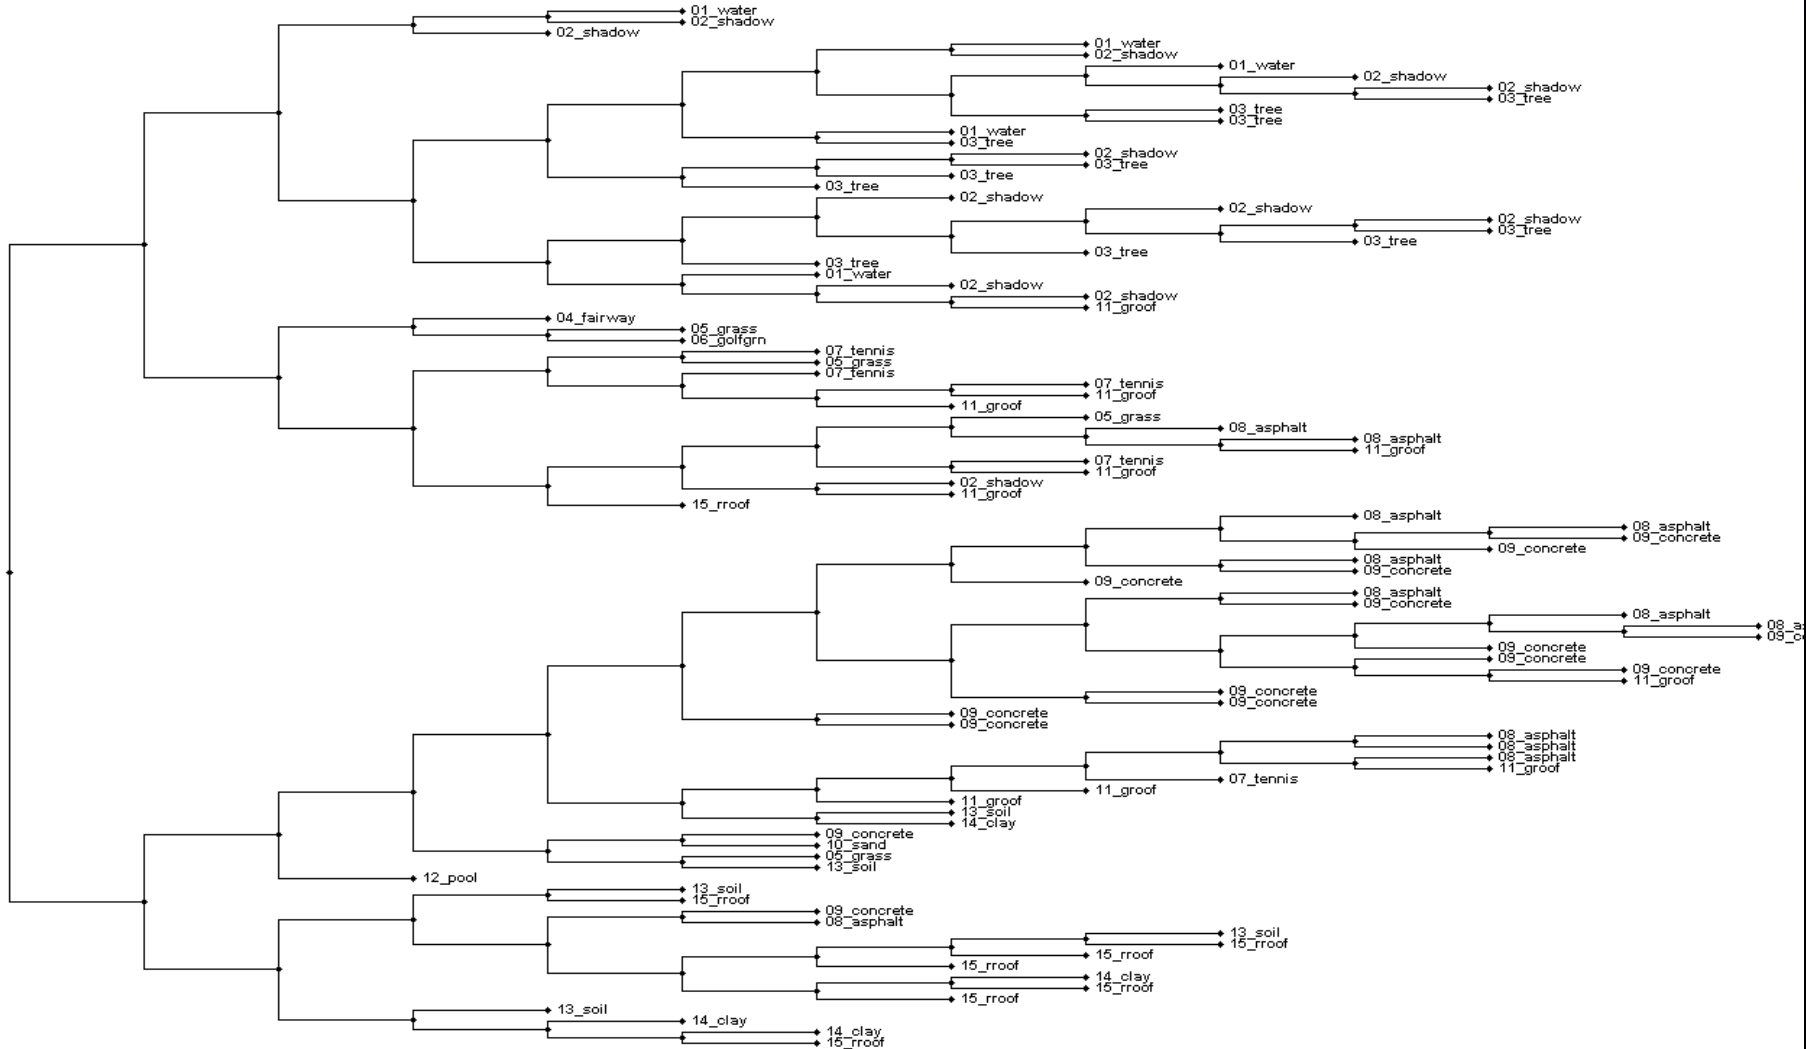 01_water
02_shadow
02_shadow
01_water
02_shadow
01_water
02_shadow
02_shadow
03_tree
03_tree
03_tree
01_water
03_tree
02_shadow
03_tree
03_tree
03_tree
02_shadow
02_shadow
02_shadow
03_tree
03_tree
03_tree
03_tree
01_water
02_shadow
02_shadow
11_groof
04_fairway
05_grass
06_golfgrn
07_tennis
05_grass
07_tennis
07_tennis
11_groof
11_groof
05_grass
08_asphalt
08_asphalt
11_groof
07_tennis
11_groof
02_shadow
11_groof
15_rroof
08_asphalt
08_asphalt
09_concrete
09_concrete
08_asphalt
09_concrete
09_concrete
08_asphalt
09_concrete
08_asphalt
08_a
09_c
09_concrete
09_concrete
09_concrete
11_groof
09_concrete
09_concrete
09_concrete
09_concrete
08_asphalt
08_asphalt
08_asphalt
11_groof
07_tennis
11_groof
11_groof
13_soil
14_clay
09_concrete
10_sand
05_grass
13_soil
12_pool
13_soil
15_rroof
09_concrete
08_asphalt
13_soil
15_rroof
15_rroof
15_rroof
14_clay
15_rroof
15_rroof
13_soil
14_clay
14_clay
15_rroof